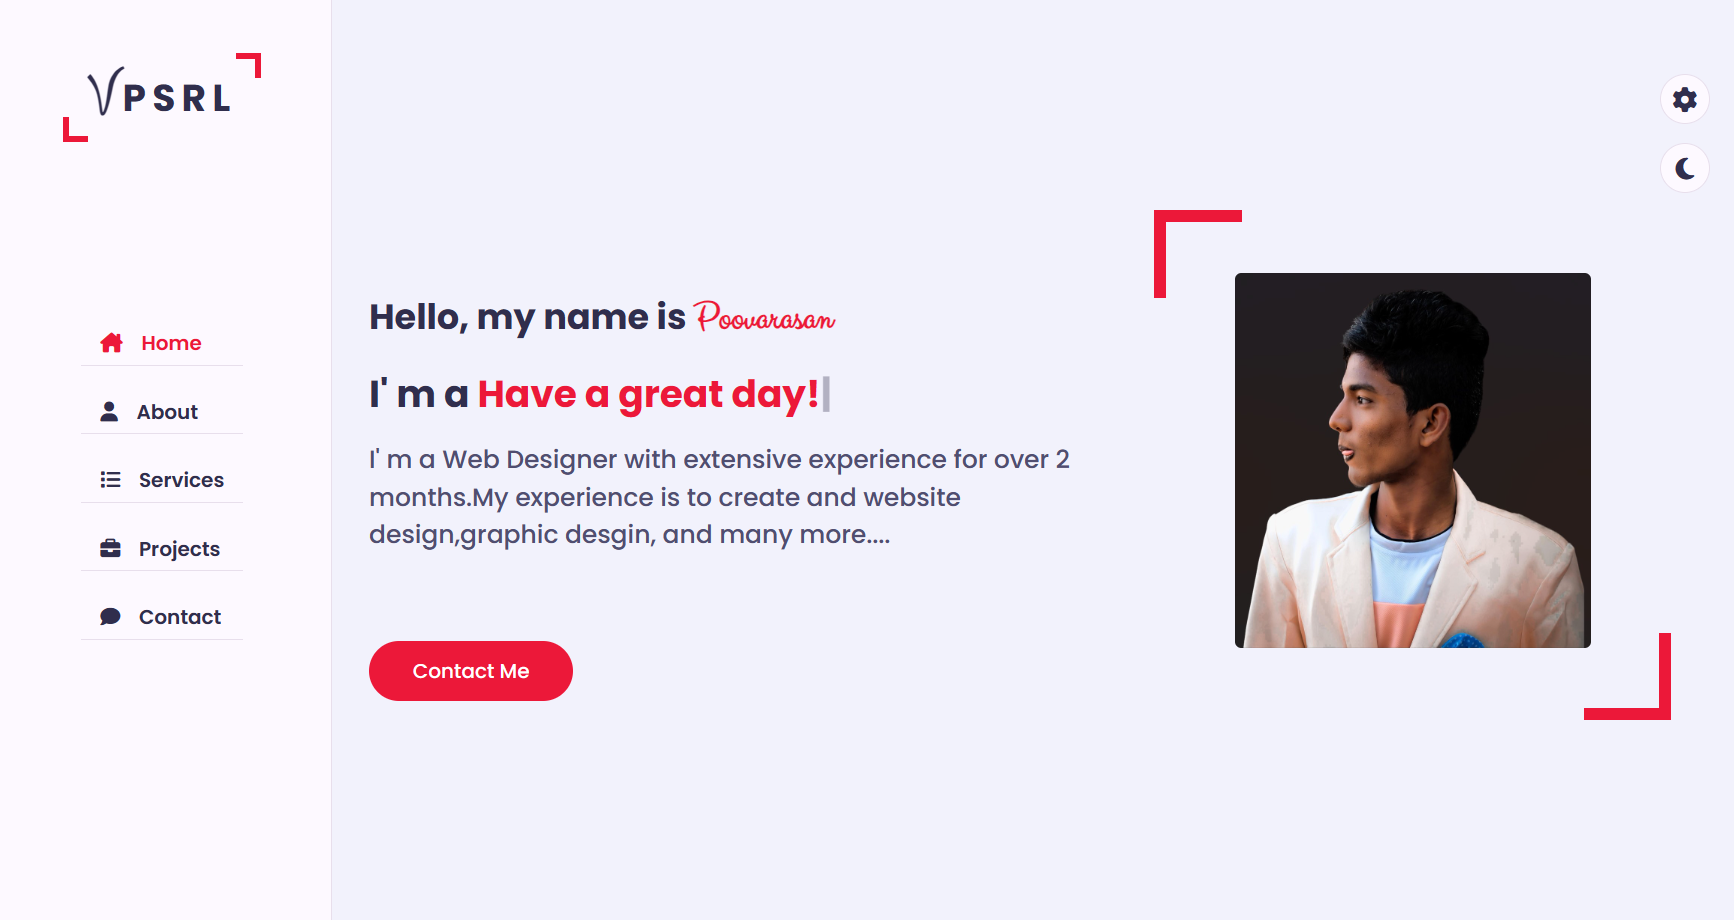 VPSRL
Home
About
Services
Projects
Contact
Hello, my name is Poovarasan
I' m a Have a great day!
I' m a Web Designer with extensive experience for over 2
months.My experience is to create and website
design,graphic desgin, and many more....
Contact Me